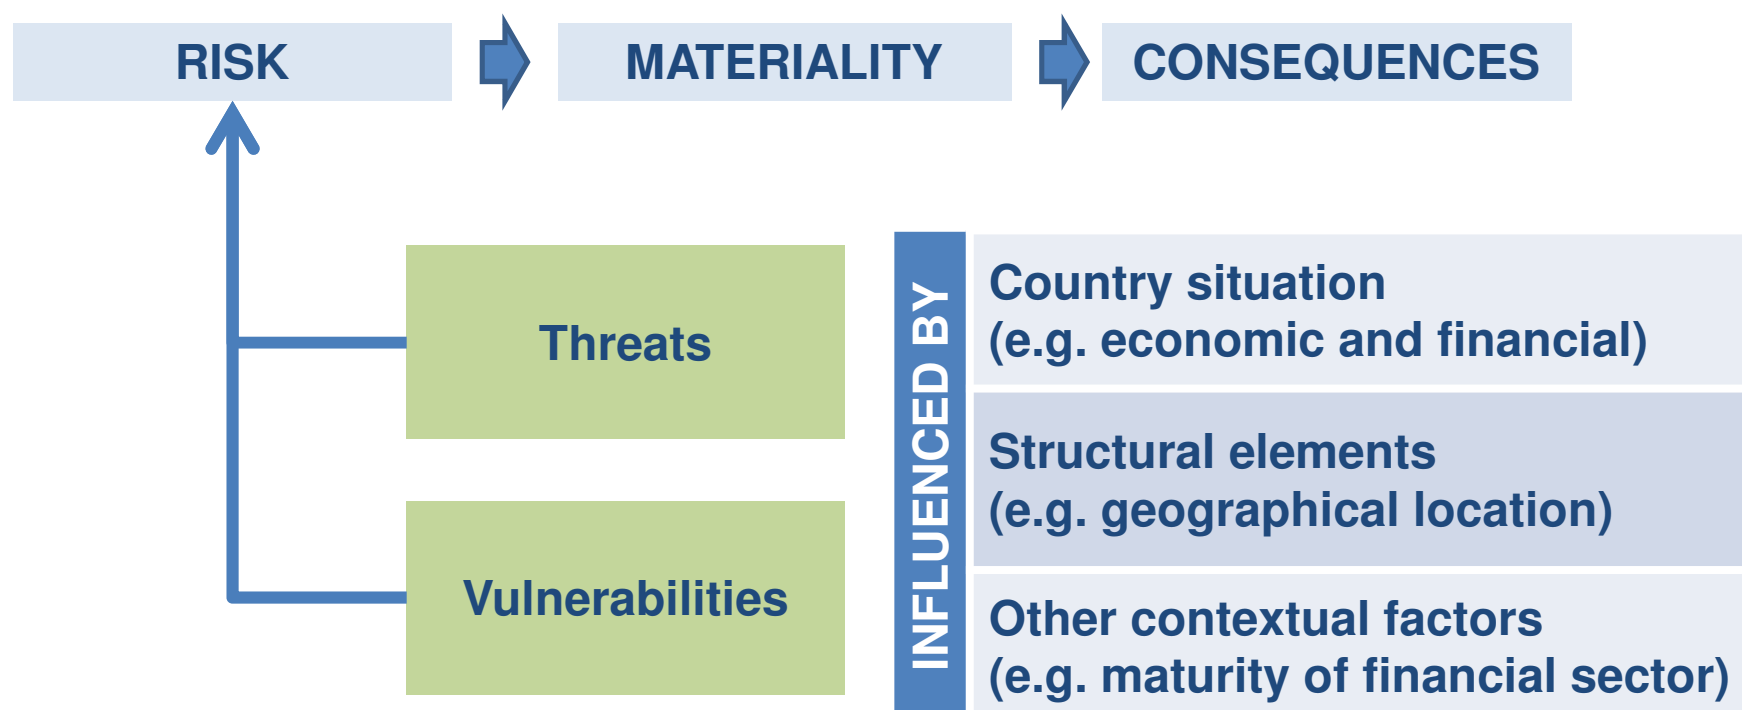 RISK
MATERIALITY
CONSEQUENCES
Threats
Vulnerabilities
INFLUENCED BY
Country situation
(e.g. economic and financial)
Structural elements
(e.g. geographical location)
Other contextual factors
(e.g. maturity of financial sector)